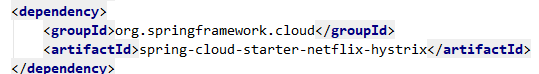 <dependency>
<groupId>org.springframework.cloud</groupId>
<artifactId>spring-cloud-starter-netflix-hystrix</artifactId>
</dependency>